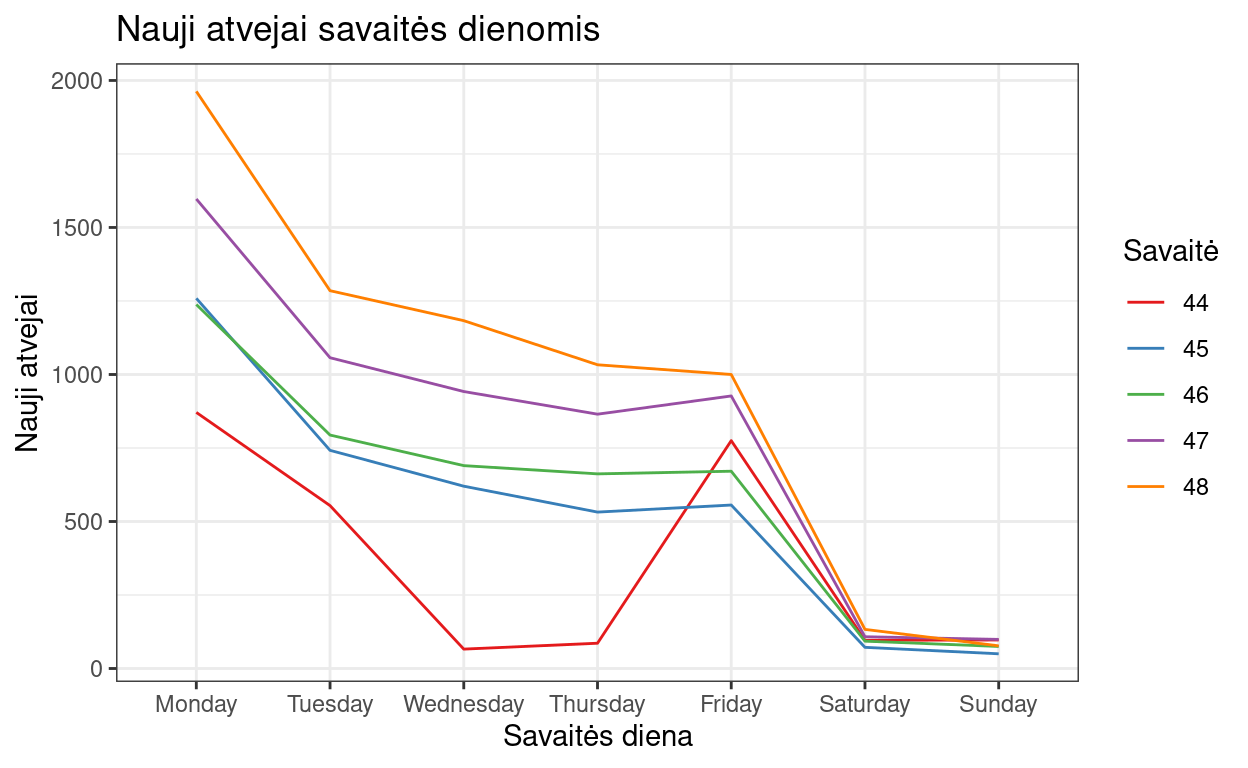 Nauji atvejai savaitės dienomis
Nauji atvejai
2000
1500
1000
500
0
Monday Tuesday Wednesday Thursday Friday Saturday Sunday
Savaitės diena
Savaitė
44
45
46
47
48